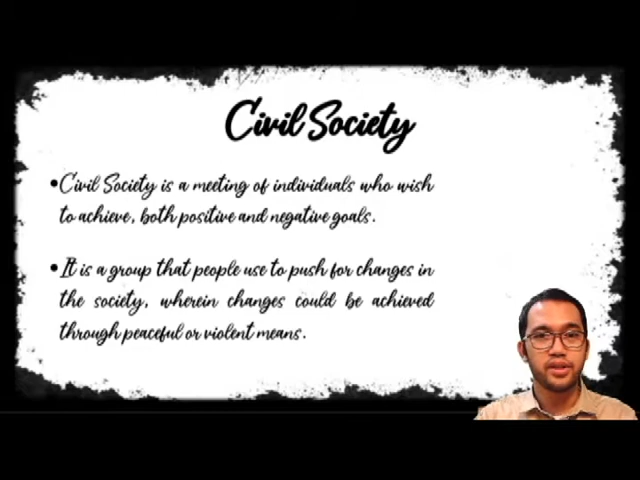 Civil Society
•Civil Society is a meeting of individuals who wish
to achieve, both positive and negative goals.
•It is a group that people use to push for changes in
the society, wherein changes could be achieved
through peaceful or violent means.